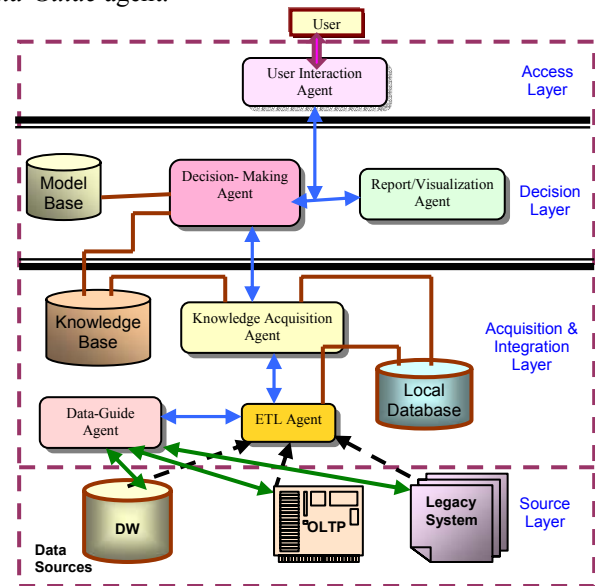 agent.
User
User Interaction
Agent
Access
Layer
Model
Base
Decision- Making
Agent
Report/Visualization
Agent
Decision
Layer
Knowledge
Base
Knowledge Acquisition
Agent
Acquisition &
Integration
Layer
Local
Database
Data-Guide
Agent
ETL Agent
DW
OLTP
Legacy
System
Source
Layer
Data
Sources